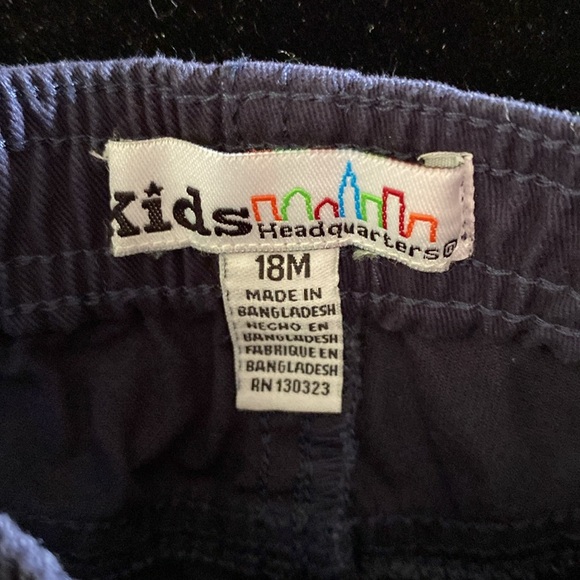 Kids
Headquarters®
18M
MADE IN
BANGLADESH
HECHO EN
BANGLADESH
FABRIQUE EN
BANGLADESH
RN 130323